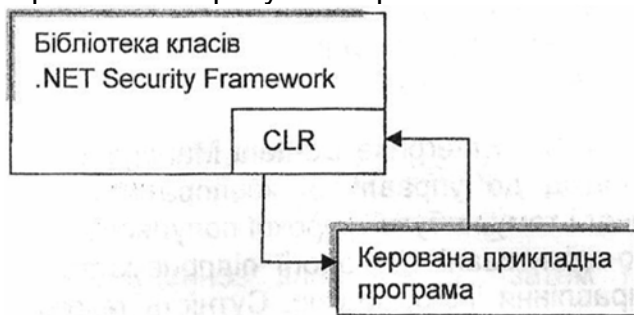 Бібліотека класів
.NET Security Framework
CLR
Керована прикладна
програма